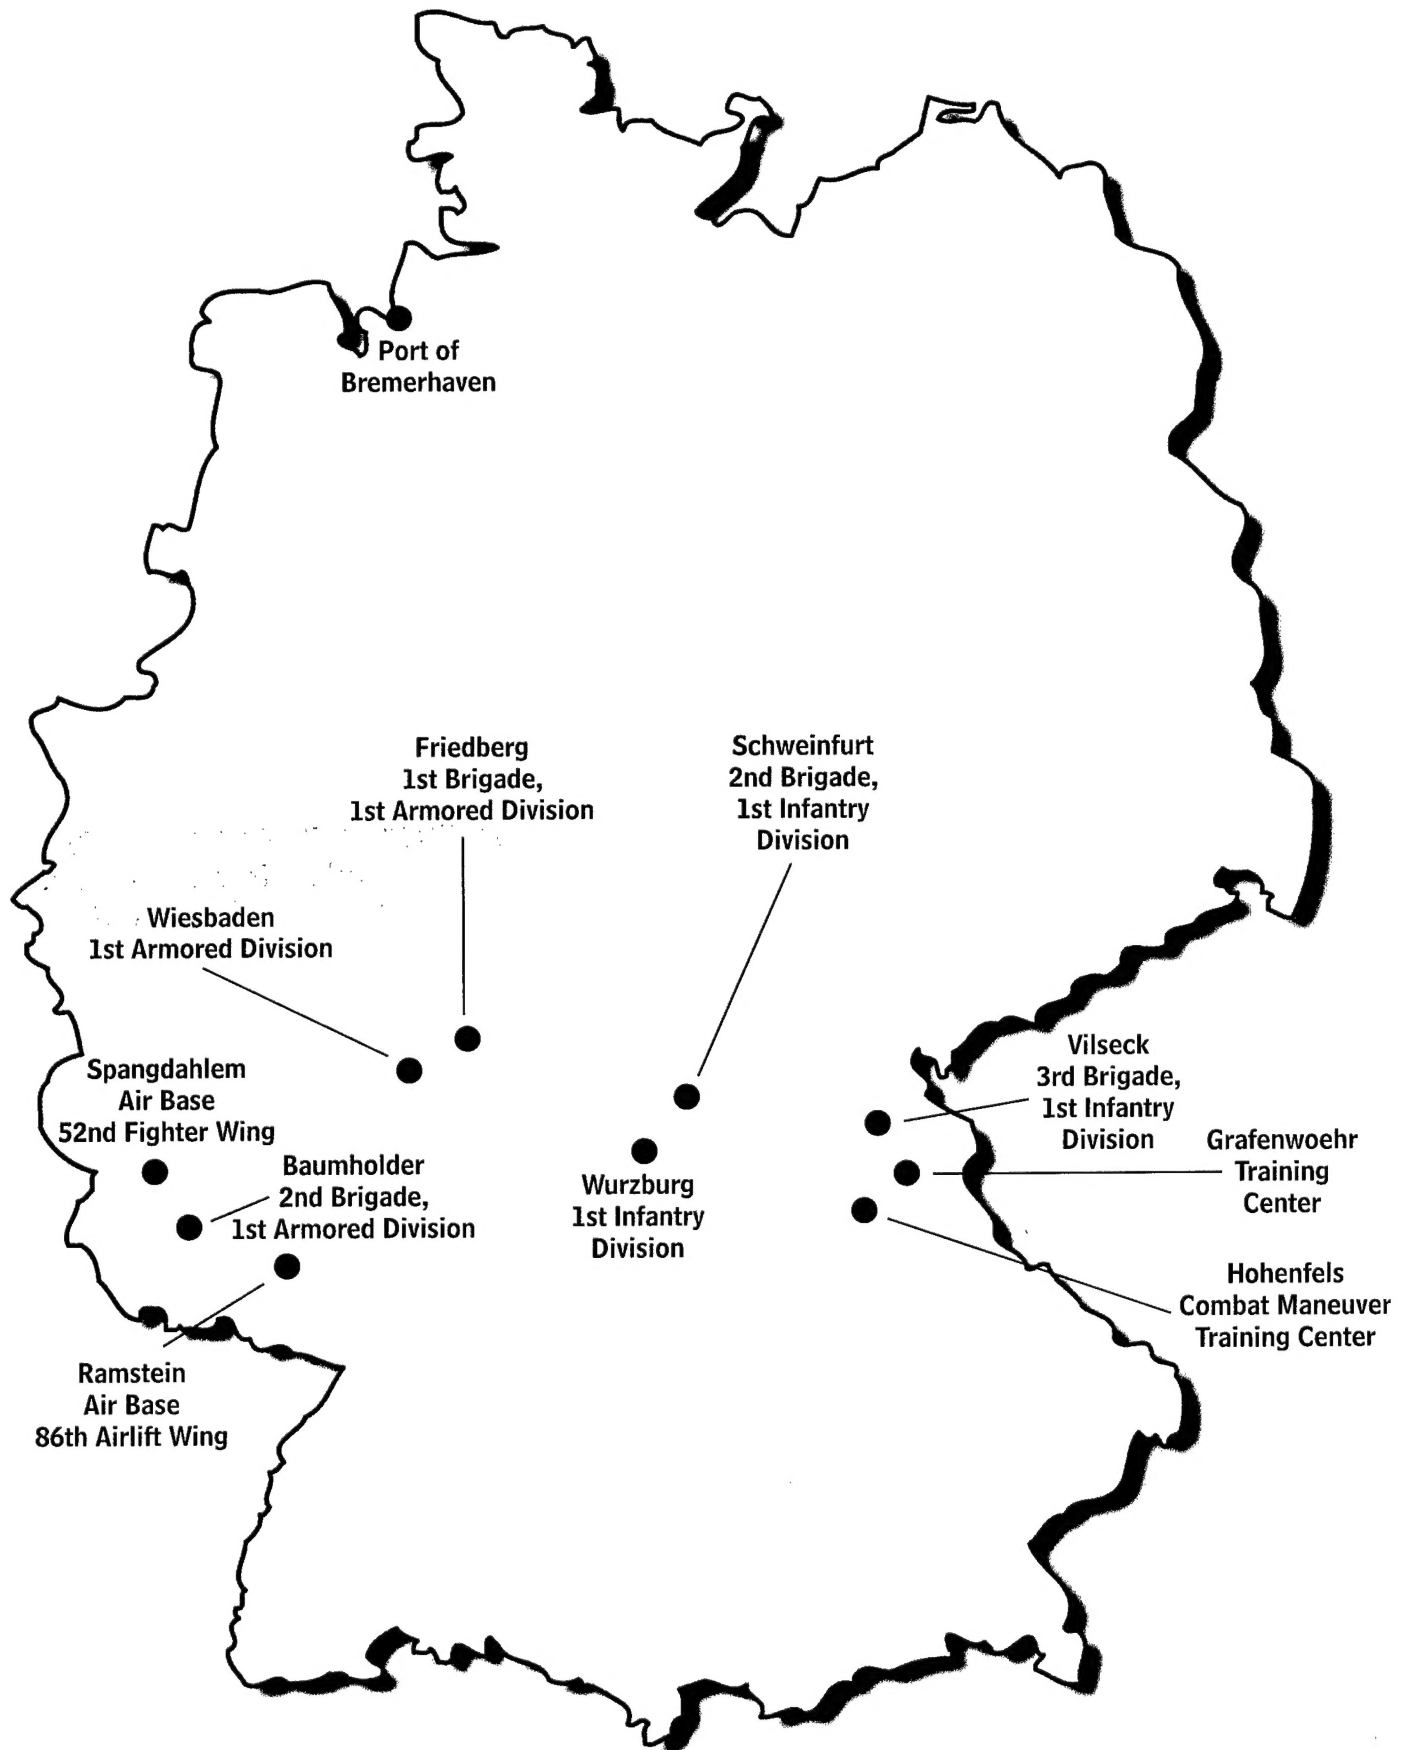 Port of
Bremerhaven
Friedberg
1st Brigade,
1st Armored Division
Schweinfurt
2nd Brigade,
1st Infantry
Division
Wiesbaden
1st Armored Division
Spangdahlem
Air Base
52nd Fighter Wing
Baumholder
2nd Brigade,
1st Armored Division
Ramstein
Air Base
86th Airlift Wing
Wurzburg
1st Infantry
Division
Vilseck
3rd Brigade,
1st Infantry
Division
Grafenwoehr
Training
Center
Hohenfels
Combat Maneuver
Training Center